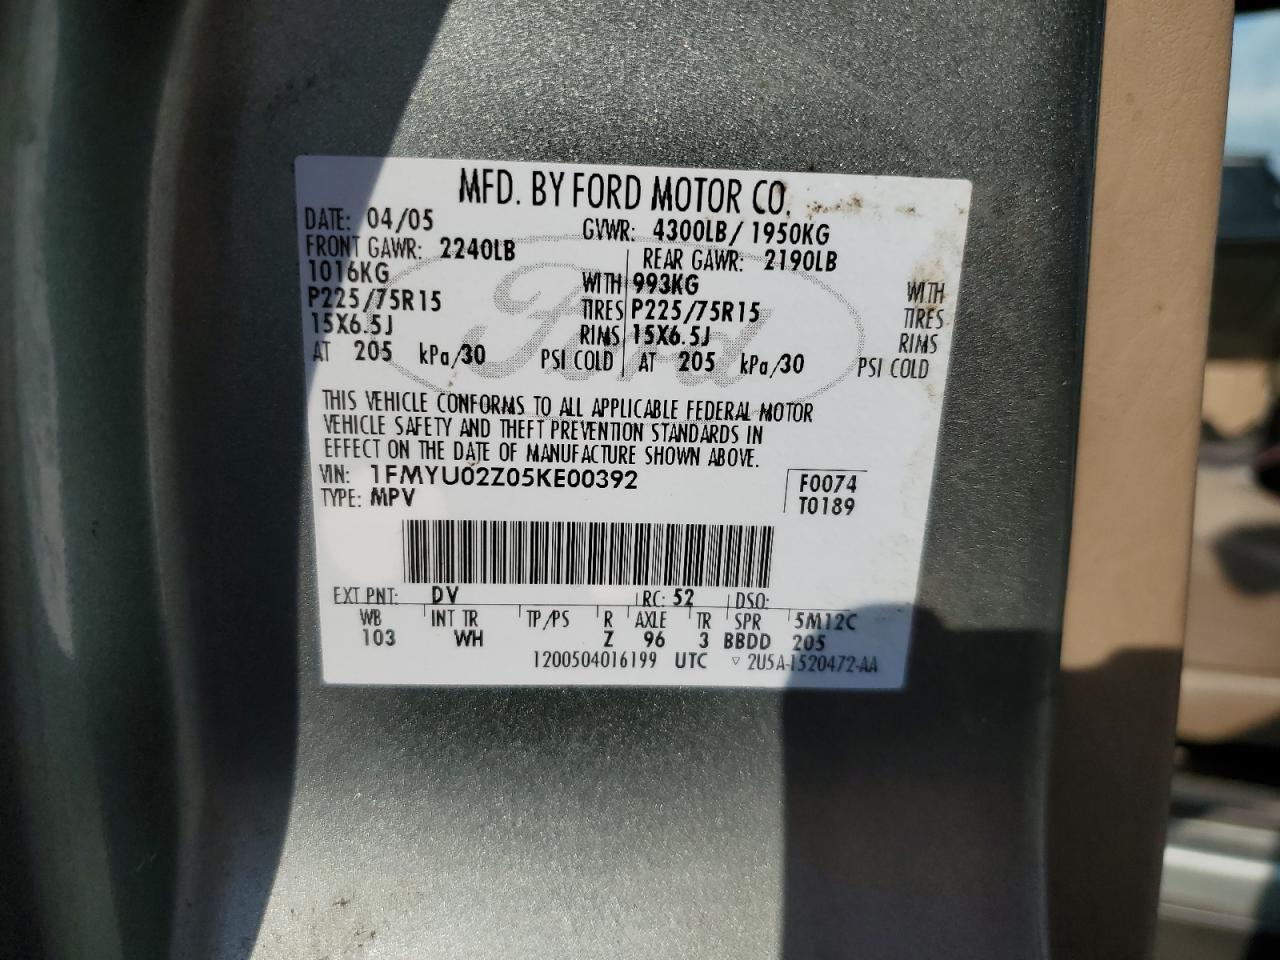 MFD. BY FORD MOTOR CO.
DATE: 04/05 GVWR: 4300LB/ 1950KG
FRONT GAWR: 2240LB REAR GAWR: 2190LB
1016KG WITH 993KG WITH
P225/75R15 TIRES P225/75R15 TIRES
15X6.5J RIMS 15X6.5J RIMS
AT 205 kPa/30 PSI COLD AT 205 kPa/30 PSI COLD
Ford
THIS VEHICLE CONFORMS TO ALL APPLICABLE FEDERAL MOTOR
VEHICLE SAFETY AND THEFT PREVENTION STANDARDS IN
EFFECT ON THE DATE OF MANUFACTURE SHOWN ABOVE.
VIN: 1FMYU02Z05KE00392 F0074
TYPE: MPV T0189
EXT PNT: DV RC: 52 DSO:
WB INT TR TP/PS R AXLE TR SPR 5M12C
103 WH Z 96 3 BBDD 205
1200504016199 UTC ▽ 2U5A-1520472-AA